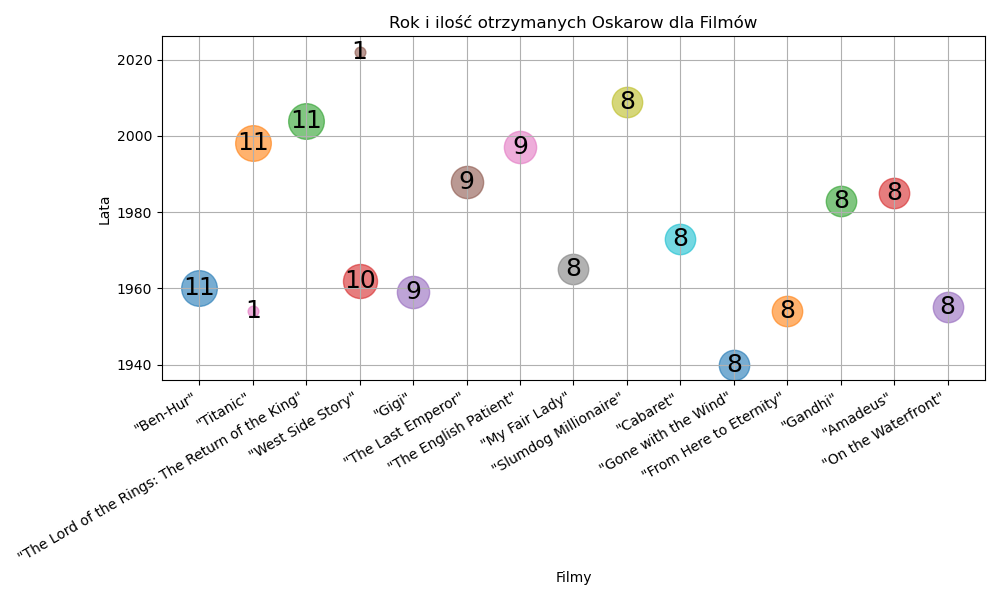 Rok i ilość otrzymanych Oskarow dla Filmów
Lata
2020
2000
1980
1960
1940
1
11
11
8
9
9
8
8
8
8
11
1
10
9
8
8
8
"Ben-Hur"
"Titanic"
"The Lord of the Rings: The Return of the King"
"West Side Story"
"Gigi"
"The Last Emperor"
"The English Patient"
"My Fair Lady"
"Slumdog Millionaire"
"Cabaret"
"Gone with the Wind"
"From Here to Eternity"
"Gandhi"
"Amadeus"
"On the Waterfront"
Filmy